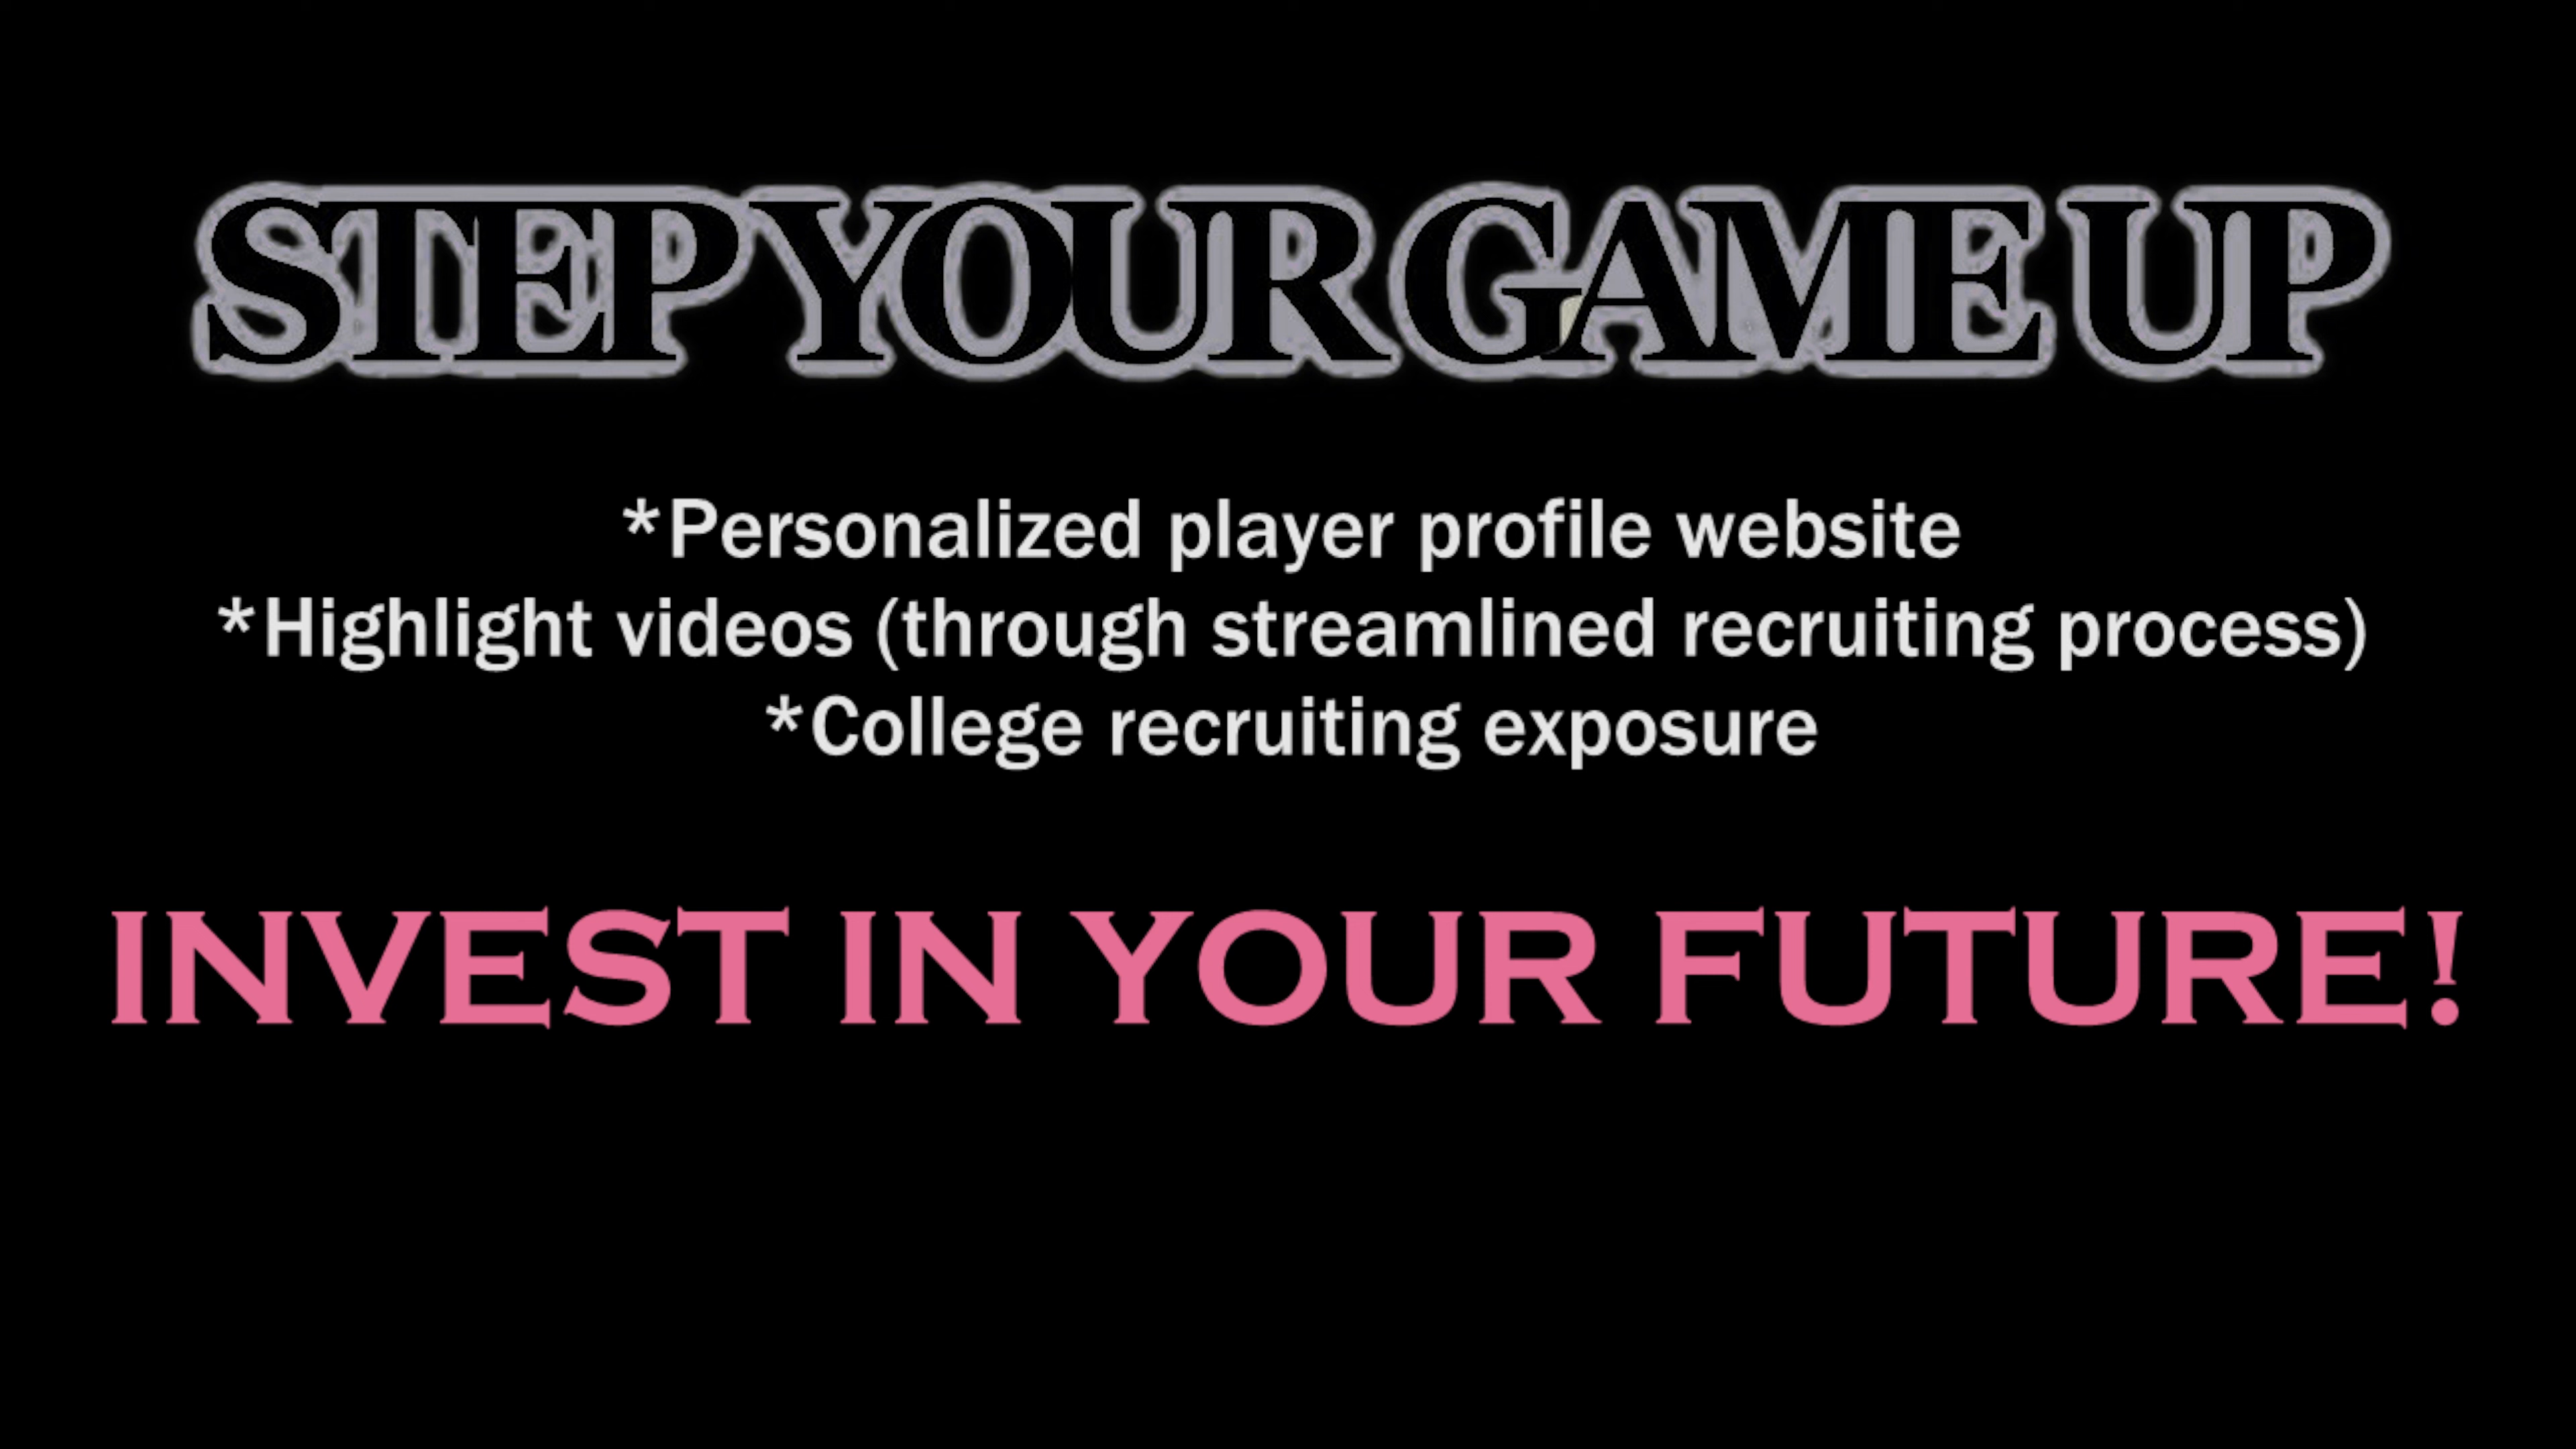 STEP YOUR GAME UP
*Personalized player profile website
*Highlight videos (through streamlined recruiting process)
*College recruiting exposure
INVEST IN YOUR FUTURE!